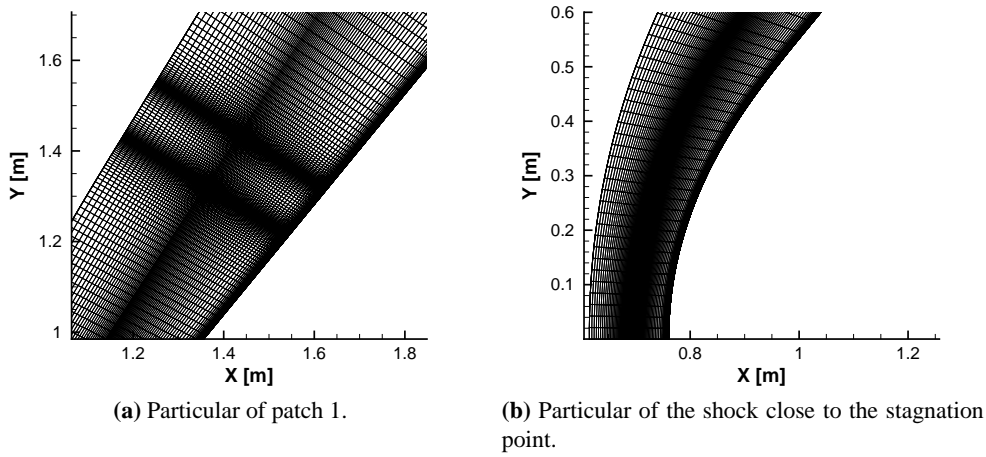 1.6
1.4
1.2
1
Y [m]
1.2 1.4 1.6 1.8
X [m]
(a) Particular of patch 1.
0.6
0.5
0.4
0.3
0.2
0.1
Y [m]
0.8 1 1.2
X [m]
(b) Particular of the shock close to the stagnation
point.